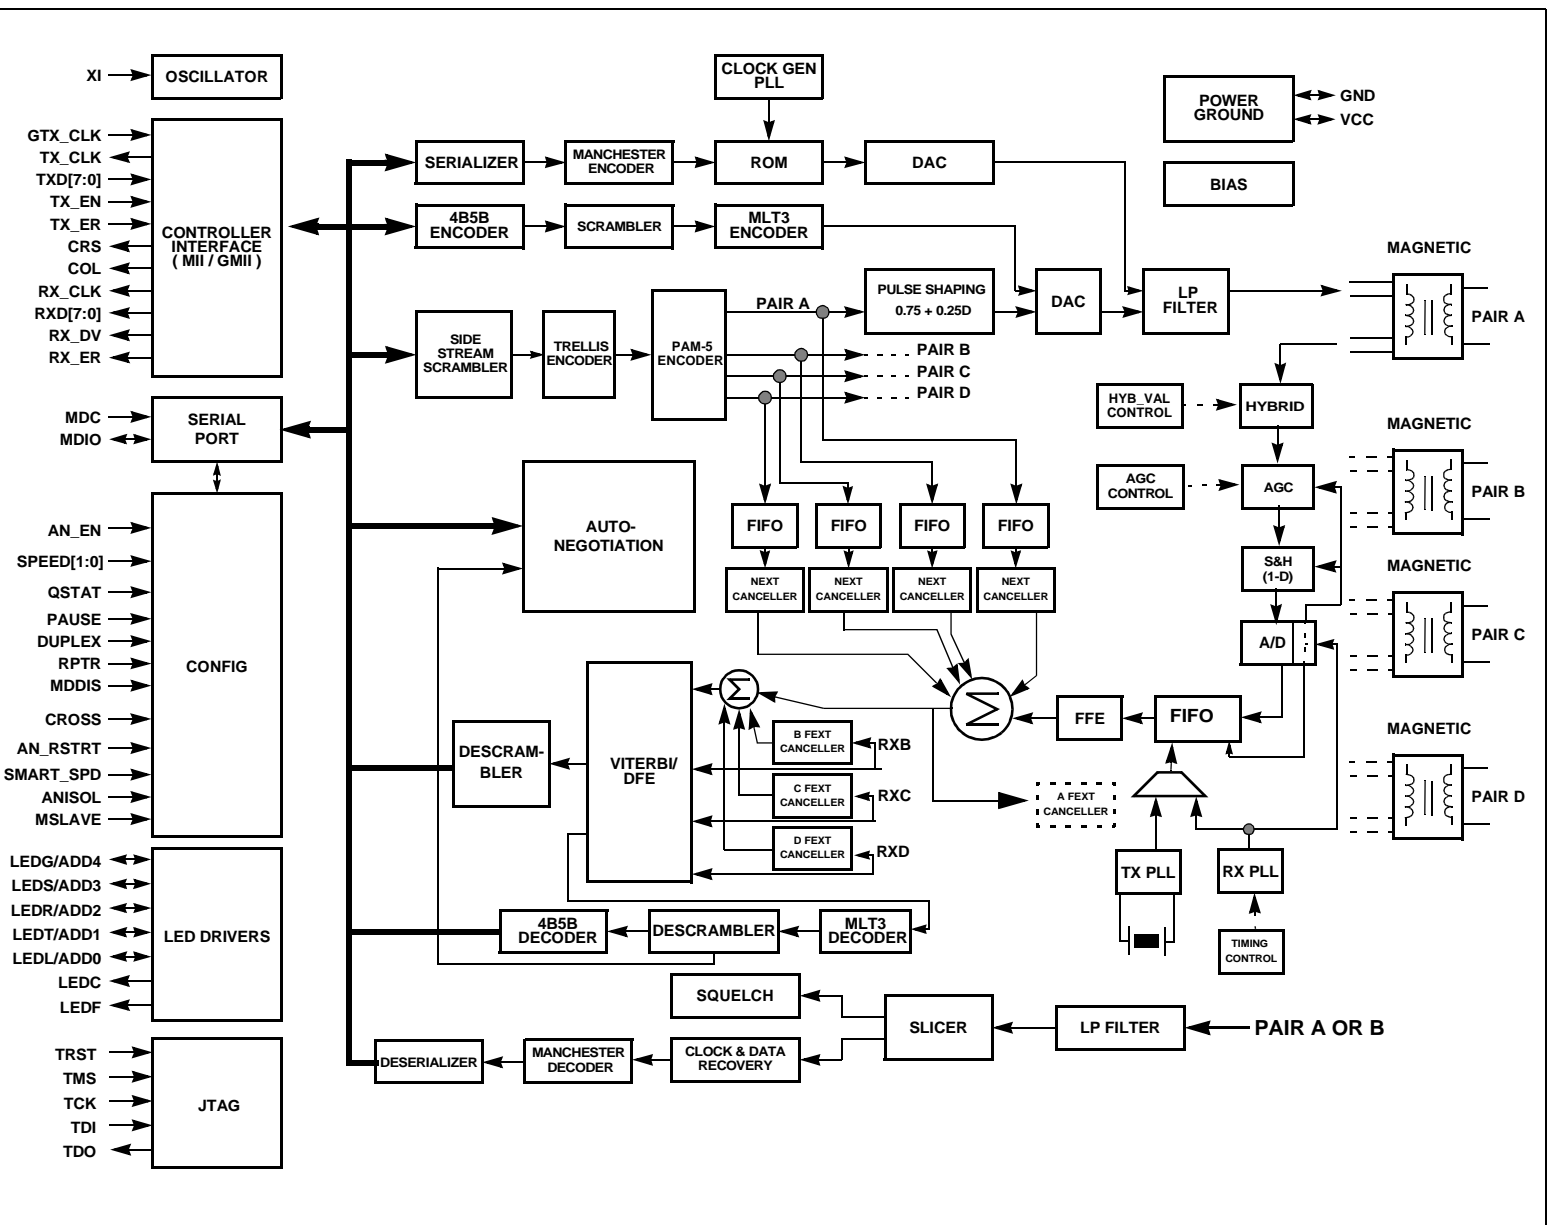 XI
OSCILLATOR
GTX_CLK
TX_CLK
TXD[7:0]
TX_EN
TX_ER
CRS
COL
RX_CLK
RXD[7:0]
RX_DV
RX_ER
CONTROLLER
INTERFACE
( MII / GMII )
MDC
MDIO
SERIAL
PORT
AN_EN
SPEED[1:0]
QSTAT
PAUSE
DUPLEX
RPTR
MDDIS
CROSS
AN_RSTRT
SMART_SPD
ANISOL
MSLAVE
CONFIG
LEDG/ADD4
LEDS/ADD3
LEDR/ADD2
LEDT/ADD1
LEDL/ADD0
LEDC
LEDF
LED DRIVERS
TRST
TMS
TCK
TDI
TDO
JTAG
CLOCK GEN
PLL
SERIALIZER
MANCHESTER
ENCODER
ROM
DAC
4B5B
ENCODER
SCRAMBLER
MLT3
ENCODER
SIDE
STREAM
SCRAMBLER
TRELLIS
ENCODER
PAM-5
ENCODER
PAIR A
PAIR B
PAIR C
PAIR D
PULSE SHAPING
0.75 + 0.25D
DAC
LP
FILTER
POWER
GROUND
GND
VCC
BIAS
MAGNETIC
PAIR A
HYB_VAL
CONTROL
HYBRID
MAGNETIC
PAIR B
AGC
CONTROL
AGC
S&H
(1-D)
A/D
MAGNETIC
PAIR C
MAGNETIC
PAIR D
AUTO-
NEGOTIATION
FIFO
FIFO
FIFO
FIFO
NEXT
CANCELLER
NEXT
CANCELLER
NEXT
CANCELLER
NEXT
CANCELLER
Σ
Σ
FFE
FIFO
DESCRAM-
BLER
VITERBI/
DFE
B FEXT
CANCELLER
RXB
C FEXT
CANCELLER
RXC
D FEXT
CANCELLER
RXD
A FEXT
CANCELLER
TX PLL
RX PLL
TIMING
CONTROL
4B5B
DECODER
DESCRAMBLER
MLT3
DECODER
SQUELCH
SLICER
LP FILTER
PAIR A OR B
DESERIALIZER
MANCHESTER
DECODER
CLOCK & DATA
RECOVERY